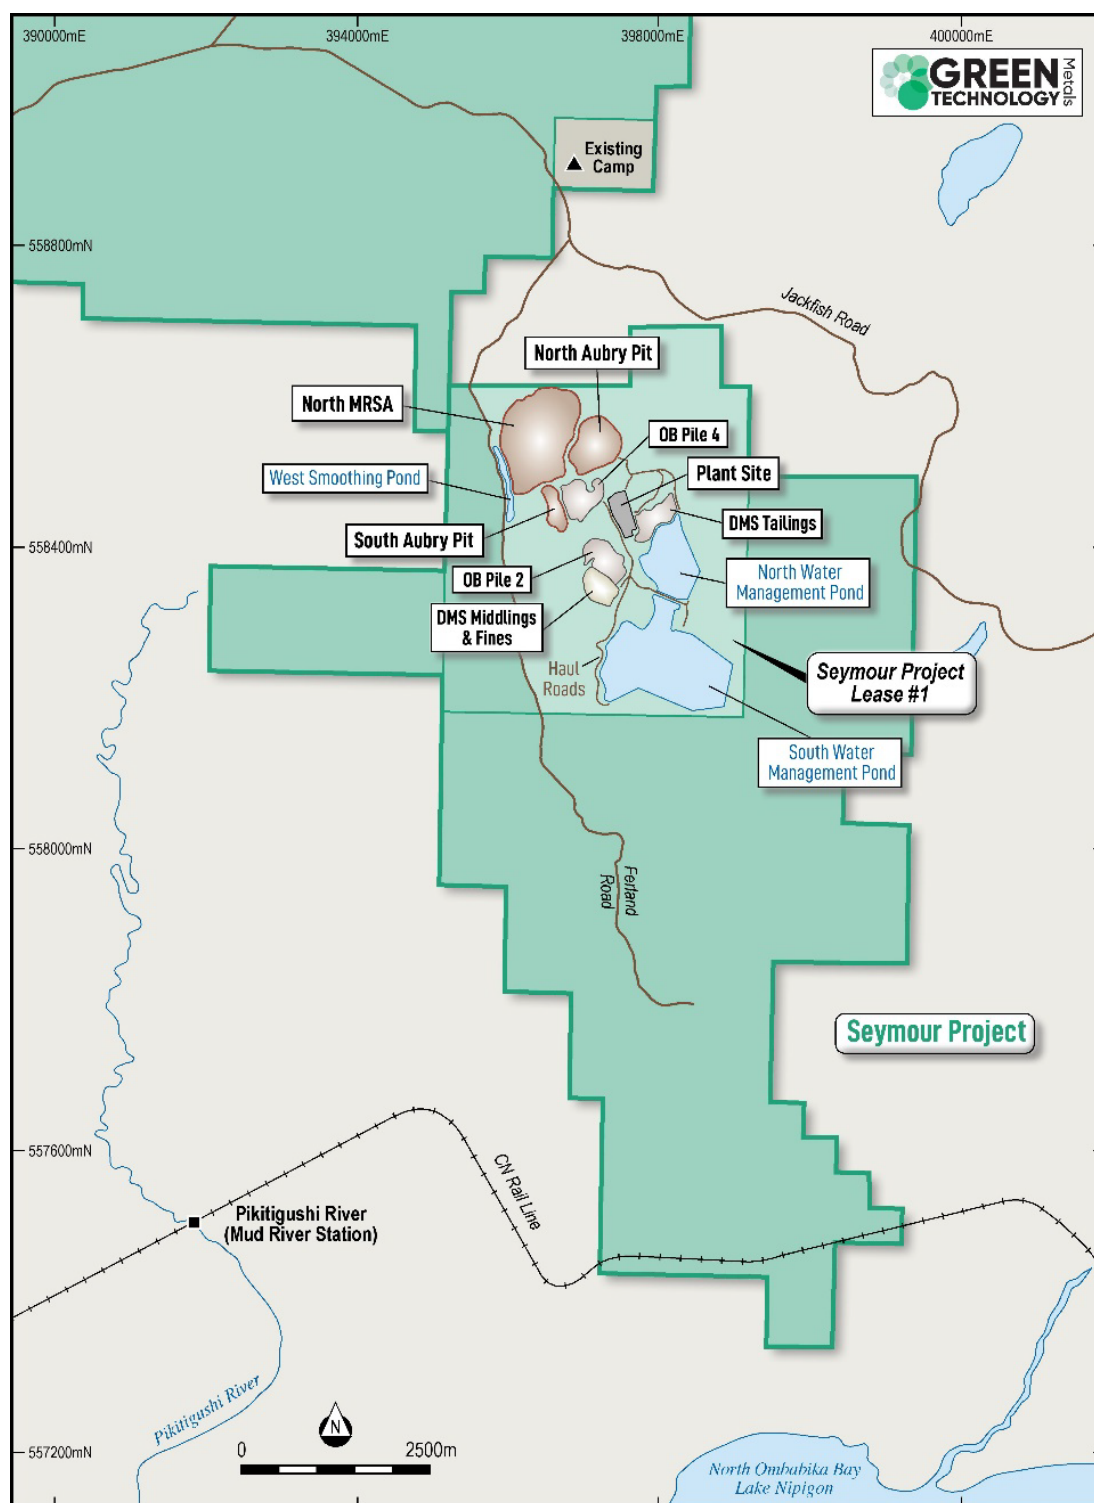 390000mE
394000mE
398000mE
400000mE
GREEN
TECHNOLOGY
Metals
Existing
Camp
558800mN
Jackfish Road
North Aubry Pit
North MRSA
OB Pile 4
West Smoothing Pond
Plant Site
South Aubry Pit
DMS Tailings
558400mN
OB Pile 2
North Water
Management Pond
DMS Middlings
& Fines
Haul
Roads
Seymour Project
Lease #1
South Water
Management Pond
558000mN
Ferland
Road
Seymour Project
557600mN
CN Rail Line
Pikitigushi River
(Mud River Station)
Pikitigushi River
N
0
2500m
557200mN
North Ombabika Bay
Lake Nipigon